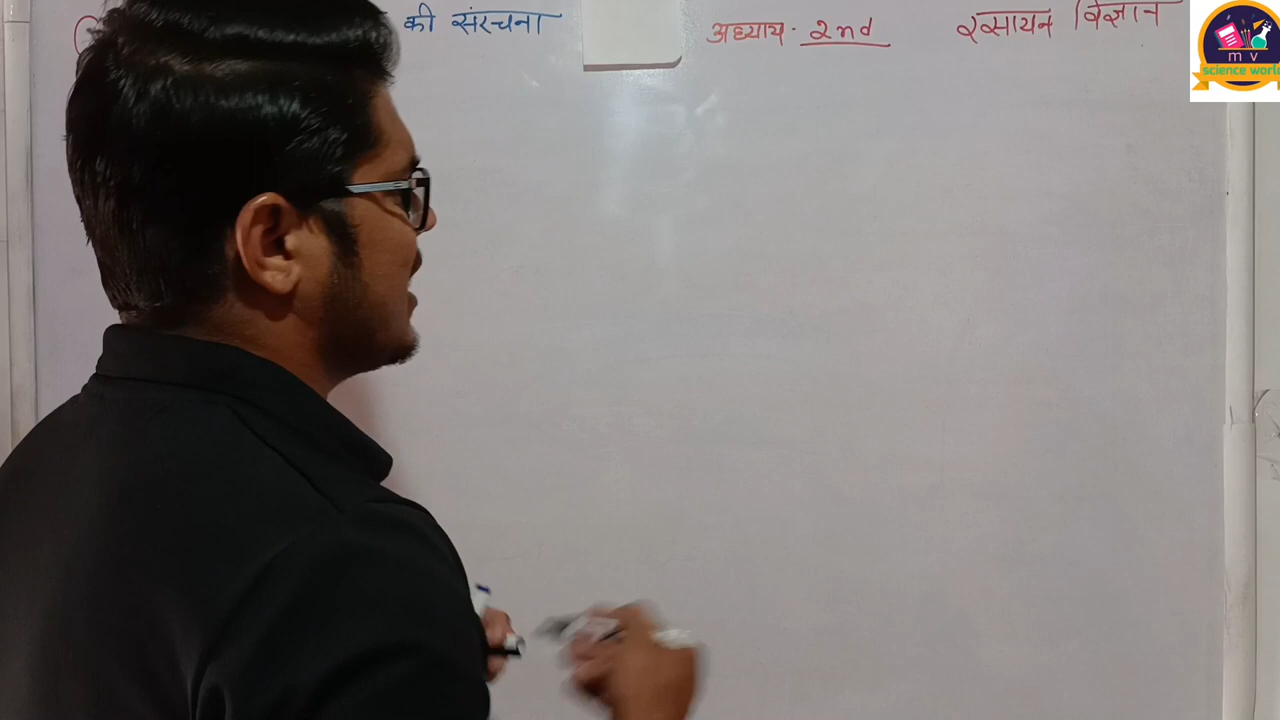 की संरचना अध्याय - 2nd रसायन विज्ञान
m v
science world